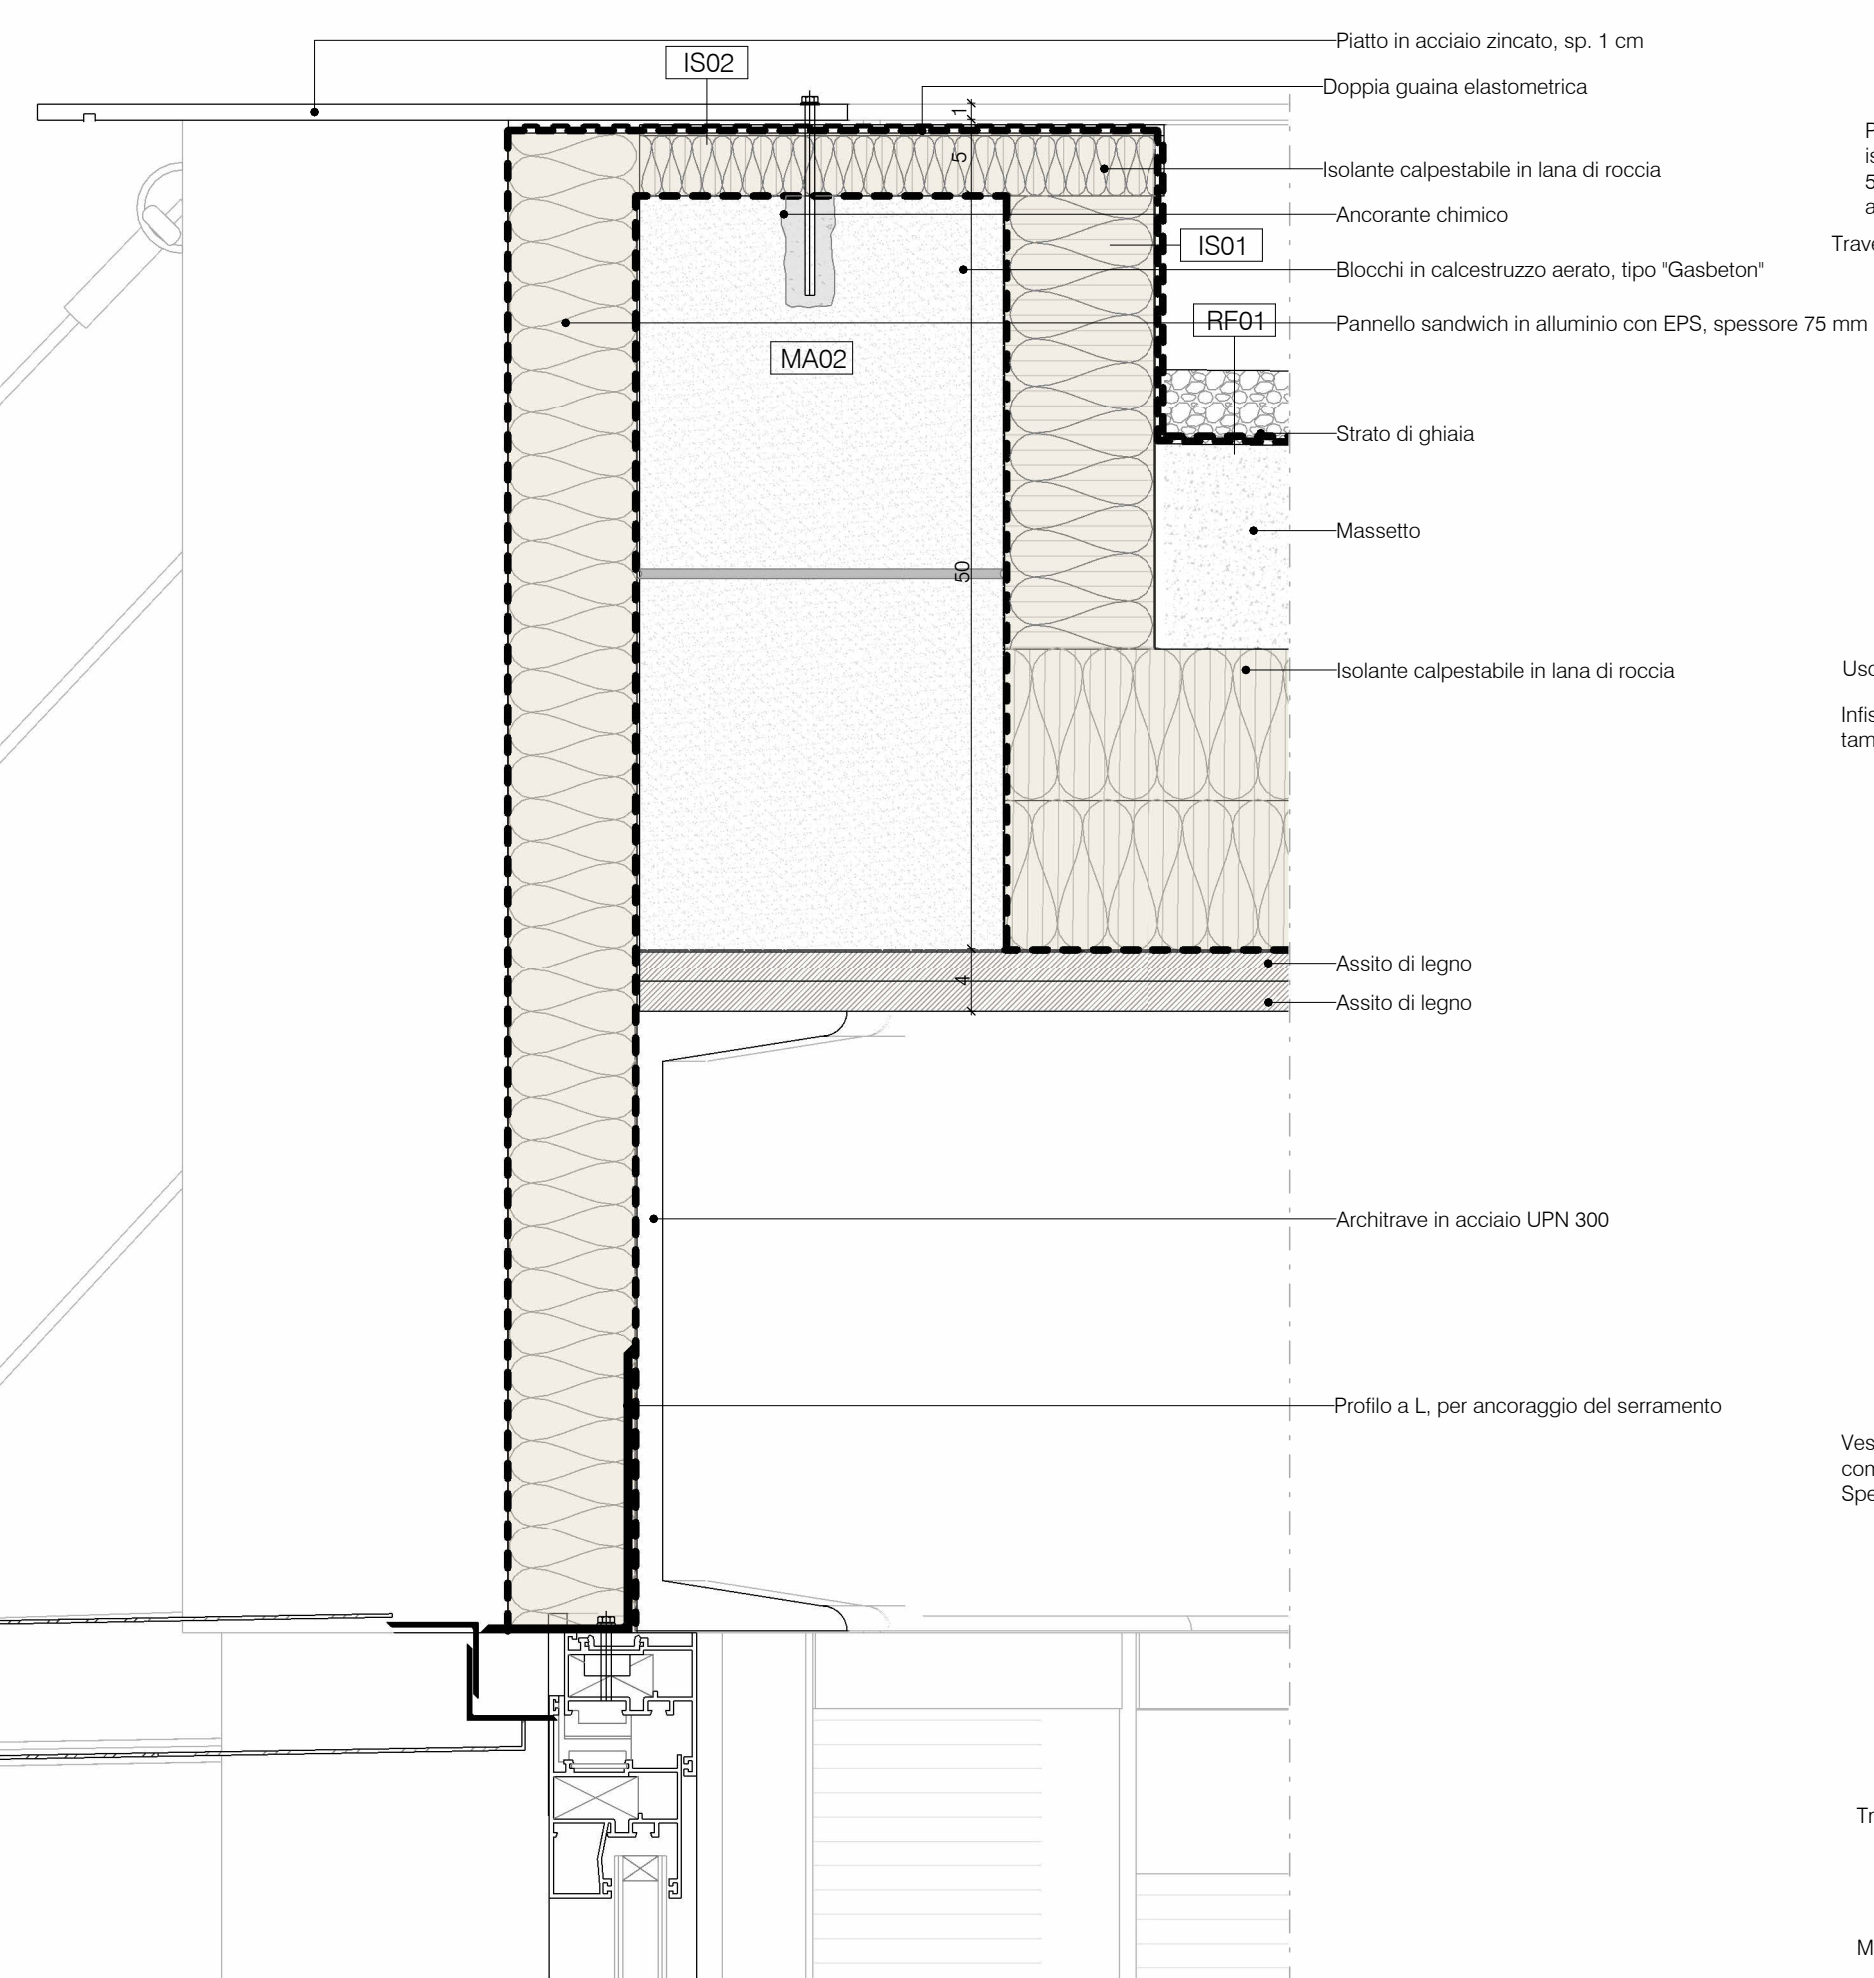 Piatto in acciaio zincato, sp. 1 cm
IS02
Doppia guaina elastometrica
1
5
Isolante calpestabile in lana di roccia
Ancorante chimico
IS01
Blocchi in calcestruzzo aerato, tipo "Gasbeton"
RF01
Pannello sandwich in alluminio con EPS, spessore 75 mm
MA02
Strato di ghiaia
Massetto
50
Isolante calpestabile in lana di roccia
Assito di legno
4
Assito di legno
Architrave in acciaio UPN 300
Profilo a L, per ancoraggio del serramento